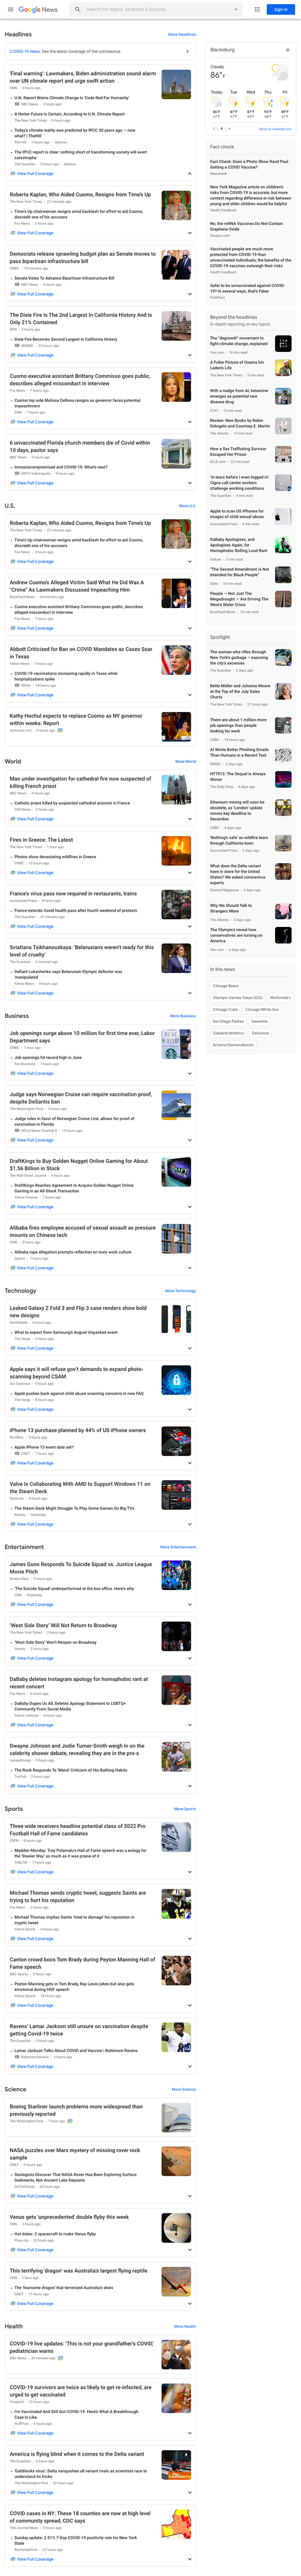 Google News
Search for topics, locations & sources
Sign in
Headlines
More Headlines
COVID-19 news: See the latest coverage of the coronavirus
'Final warning': Lawmakers, Biden administration sound alarm
over UN climate report and urge swift action
CNN · 3 hours ago
U.N. Report Warns Climate Change Is 'Code Red For Humanity'
NBC News · 3 hours ago
A Hotter Future Is Certain, According to U.N. Climate Report
The New York Times · 8 hours ago
Today's climate reality was predicted by IPCC 30 years ago — now
what? | TheHill
The Hill · 7 hours ago · Opinion
The IPCC report is clear: nothing short of transforming society will avert
catastrophe
The Guardian · 2 hours ago · Opinion
View Full Coverage
Roberta Kaplan, Who Aided Cuomo, Resigns from Time's Up
The New York Times · 27 minutes ago
Time's Up chairwoman resigns amid backlash for effort to aid Cuomo,
discredit one of his accusers
Fox News · 3 hours ago
View Full Coverage
Democrats release sprawling budget plan as Senate moves to
pass bipartisan infrastructure bill
CNBC · 19 minutes ago
Senate Votes To Advance Bipartisan Infrastructure Bill
NBC News · 4 hours ago
View Full Coverage
The Dixie Fire Is The 2nd Largest In California History And Is
Only 21% Contained
NPR · 3 hours ago
Dixie Fire Becomes Second Largest in California History
WNNBC · 23 hours ago
View Full Coverage
Cuomo executive assistant Brittany Commisso goes public,
describes alleged misconduct in interview
Fox News · 7 hours ago
Cuomo top aide Melissa DeRosa resigns as governor faces potential
impeachment
CNN · 7 hours ago
View Full Coverage
6 unvaccinated Florida church members die of Covid within
10 days, pastor says
NBC News · 3 hours ago
Immunocompromised and COVID-19: What's next?
WRTV Indianapolis · 5 hours ago
View Full Coverage
U.S.
More U.S.
Roberta Kaplan, Who Aided Cuomo, Resigns from Time's Up
The New York Times · 27 minutes ago
Time's Up chairwoman resigns amid backlash for effort to aid Cuomo,
discredit one of his accusers
Fox News · 3 hours ago
View Full Coverage
Andrew Cuomo's Alleged Victim Said What He Did Was A
"Crime" As Lawmakers Discussed Impeaching Him
BuzzFeed News · 24 minutes ago
Cuomo executive assistant Brittany Commisso goes public, describes
alleged misconduct in interview
Fox News · 7 hours ago
View Full Coverage
Abbott Criticized for Ban on COVID Mandates as Cases Soar
in Texas
Yahoo News · 7 hours ago
COVID-19 vaccinations increasing rapidly in Texas while
hospitalizations spike
WFAA · 14 hours ago
View Full Coverage
Kathy Hochul expects to replace Cuomo as NY governor
within weeks: Report
syracuse.com · 5 hours ago
World
More World
Man under investigation for cathedral fire now suspected of
killing French priest
NBC News · 4 hours ago
Catholic priest killed by suspected cathedral arsonist in France
CBS News · 2 hours ago
View Full Coverage
Fires in Greece: The Latest
The New York Times · 1 hour ago
Photos show devastating wildfires in Greece
CNBC · 10 hours ago
View Full Coverage
France's virus pass now required in restaurants, trains
Associated Press · 9 hours ago
France extends Covid health pass after fourth weekend of protests
The Guardian · 41 minutes ago
View Full Coverage
Sviatlana Tsikhanouskaya: 'Belarusians weren't ready for this
level of cruelty'
The Guardian · 2 minutes ago
Defiant Lukashenko says Belarusian Olympic defector was
'manipulated'
Yahoo News · 9 hours ago
View Full Coverage
Business
More Business
Job openings surge above 10 million for first time ever, Labor
Department says
CNBC · 1 hour ago
Job openings hit record high in June
Fox Business · 7 hours ago
View Full Coverage
Judge says Norwegian Cruise can require vaccination proof,
despite DeSantis ban
The Washington Post · 3 hours ago
Judge rules in favor of Norwegian Cruise Line, allows for proof of
vaccination in Florida
WPLG News Channel 8 · 19 hours ago
View Full Coverage
DraftKings to Buy Golden Nugget Online Gaming for About
$1.56 Billion in Stock
The Wall Street Journal · 3 hours ago
DraftKings Reaches Agreement to Acquire Golden Nugget Online
Gaming in an All-Stock Transaction
Yahoo Finance · 7 hours ago
View Full Coverage
Alibaba fires employee accused of sexual assault as pressure
mounts on Chinese tech
CNN · 5 hours ago
Alibaba rape allegation prompts reflection on toxic work culture
Quartz · 7 hours ago
View Full Coverage
Technology
More Technology
Leaked Galaxy Z Fold 3 and Flip 3 case renders show bold
new designs
SamMobile · 4 hours ago
What to expect from Samsung's August Unpacked event
The Verge · 6 hours ago
View Full Coverage
Apple says it will refuse gov't demands to expand photo-
scanning beyond CSAM
Ars Technica · 3 hours ago
Apple pushes back against child abuse scanning concerns in new FAQ
The Verge · 8 hours ago
View Full Coverage
iPhone 13 purchase planned by 44% of US iPhone owners
9to5Mac · 3 hours ago
Apple iPhone 13 event date set?
CNET · 7 hours ago
View Full Coverage
Valve Is Collaborating With AMD to Support Windows 11 on
the Steam Deck
Gizmodo · 4 hours ago
The Steam Deck Might Struggle To Play Some Games On Big TVs
Kotaku · Yesterday
View Full Coverage
Entertainment
More Entertainment
James Gunn Responds To Suicide Squad vs. Justice League
Movie Pitch
Screen Rant · 5 hours ago
'The Suicide Squad' underperformed at the box office. Here's why
CNN · Yesterday
View Full Coverage
'West Side Story' Will Not Return to Broadway
The New York Times · 2 hours ago
'West Side Story' Won't Reopen on Broadway
Variety · 2 hours ago
View Full Coverage
DaBaby deletes Instagram apology for homophobic rant at
recent concert
Fox News · 4 hours ago
DaBaby Dupes Us All, Deletes Apology Statement to LGBTQ+
Community From Social Media
Yahoo Lifestyle · 4 hours ago
View Full Coverage
Dwayne Johnson and Jodie Turner-Smith weigh in on the
celebrity shower debate, revealing they are in the pro-s
LooneyGossip · 5 hours ago
The Rock Responds To 'Weird' Criticism of His Bathing Habits
ToofaB · 5 hours ago
View Full Coverage
Sports
More Sports
Three wide receivers headline potential class of 2022 Pro
Football Hall of Fame candidates
ESPN · 8 hours ago
Madden Monday: Troy Polamalu's Hall of Fame speech was a eulogy for
the 'Steeler Way' as much as it was praise of it
TribLIVE · 7 hours ago
View Full Coverage
Michael Thomas sends cryptic tweet, suggests Saints are
trying to hurt his reputation
Fox News · 2 hours ago
Michael Thomas implies Saints 'tried to damage' his reputation in
cryptic tweet
Yahoo Sports · 4 hours ago
View Full Coverage
Canton crowd boos Tom Brady during Peyton Manning Hall of
Fame speech
NBC Sports · 5 hours ago
Peyton Manning gets in Tom Brady, Ray Lewis jokes but also gets
emotional during HOF speech
Yahoo Sports · 18 hours ago
View Full Coverage
Ravens' Lamar Jackson still unsure on vaccination despite
getting Covid-19 twice
The Guardian · 2 hours ago
Lamar Jackson Talks About COVID and Vaccine | Baltimore Ravens
Baltimore Ravens · 3 hours ago
View Full Coverage
Science
More Science
Boeing Starliner launch problems more widespread than
previously reported
The Washington Post · 1 hour ago
NASA puzzles over Mars mystery of missing rover rock
sample
CNET · 3 hours ago
Geologists Discover That NASA Rover Has Been Exploring Surface
Sediments, Not Ancient Lake Deposits
SciTechDaily · 20 hours ago
View Full Coverage
Venus gets 'unprecedented' double flyby this week
CNN · 2 hours ago
Hot dates: 2 spacecraft to make Venus flyby
Phys.org · 20 hours ago
View Full Coverage
This terrifying 'dragon' was Australia's largest flying reptile
CNN · 1 hour ago
The 'fearsome dragon' that terrorized Australia's skies
CNET · 11 hours ago
View Full Coverage
Health
More Health
COVID-19 live updates: 'This is not your grandfather's COVID,'
pediatrician warns
ABC News · 43 minutes ago
COVID-19 survivors are twice as likely to get re-infected, are
urged to get vaccinated
Firstpost · 12 hours ago
I'm Vaccinated And Still Got COVID-19. Here's What A Breakthrough
Case Is Like.
HuffPost · 6 hours ago
View Full Coverage
America is flying blind when it comes to the Delta variant
The Guardian · 2 hours ago
'Goldilocks virus': Delta vanquishes all variant rivals as scientists race to
understand its tricks
The Washington Post · 22 hours ago
View Full Coverage
COVID cases in NY: These 18 counties are now at high level
of community spread, CDC says
The Journal News · 5 hours ago
Sunday update: 2.91% 7-Day COVID-19 positivity rate for New York
State
RochesterFirst · 23 hours ago
View Full Coverage
Blacksburg
Cloudy
86°F
Today Tue Wed Thu Fri
More on weather.com
Fact check
Fact Check: Does a Photo Show Rand Paul
Getting a COVID Vaccine?
Newsweek
New York Magazine article on children's
risks from COVID-19 is accurate, but more
context regarding difference in risk between
young and older children would be helpful
Health Feedback
No, the mRNA Vaccines Do Not Contain
Graphene Oxide
Snopes.com
Vaccinated people are much more
protected from COVID-19 than
unvaccinated individuals; the benefits of the
COVID-19 vaccines outweigh their risks
Health Feedback
Safer to be unvaccinated against COVID-
19? 10 several ways, that's False
PolitiFact
Beyond the headlines
In-depth reporting on key topics
The "degrowth" movement to
fight climate change, explained
Vox.com · 18 min read
A Fuller Picture of Osama bin
Laden's Life
The New York Times · 6 min read
With a nudge from AI, ketamine
emerges as potential rare
disease drug
STAT · 13 min read
Review: New Books by Robin
DiAngelo and Courtney E. Martin
The Atlantic · 13 min read
How a Sex Trafficking Survivor
Escaped Her Prison
ELLE.com · 22 min read
'In tears before I even logged in':
Cigna call center workers
challenge working conditions
The Guardian · 6 min read
Apple to scan US iPhones for
images of child sexual abuse
Associated Press · 4 min read
DaBaby Apologizes, and
Apologizes Again, for
Homophobic Rolling Loud Rant
Vulture · 5 min read
"The Second Amendment Is Not
Intended for Black People"
Slate · 10 min read
People — Not Just The
Megadrought — Are Driving The
West's Water Crisis
BuzzFeed News · 13 min read
Spotlight
The woman who rifles through
New York's garbage – exposing
the city's excesses
The Guardian · 2 days ago
Bette Midler and Julianne Moore
at the Top of the July Sales
Charts
The New York Times · 21 hours ago
There are about 1 million more
job openings than people
looking for work
CNBC · 19 hours ago
AI Wrote Better Phishing Emails
Than Humans in a Recent Test
WIRED · 2 days ago
HTTP/2: The Sequel is Always
Worse
The Daily Swig · 4 days ago
Ethereum mining will soon be
obsolete, as 'London' update
moves key deadline to
December
CNBC · 4 days ago
'Nothing's safe' as wildfire tears
through California town
Associated Press · 3 days ago
What does the Delta variant
have in store for the United
States? We asked coronavirus
experts
Science Magazine · 3 days ago
Why We Should Talk to
Strangers More
The Atlantic · 4 days ago
The Olympics reveal how
conservatives are turning on
America
Vox.com · 4 days ago
In the news
Chicago Bears
Olympic Games Tokyo 2020
McDonald's
Chicago Cubs
Chicago White Sox
San Diego Padres
Sweetie
Oakland Athletics
Delivéroo
Arizona Diamondbacks